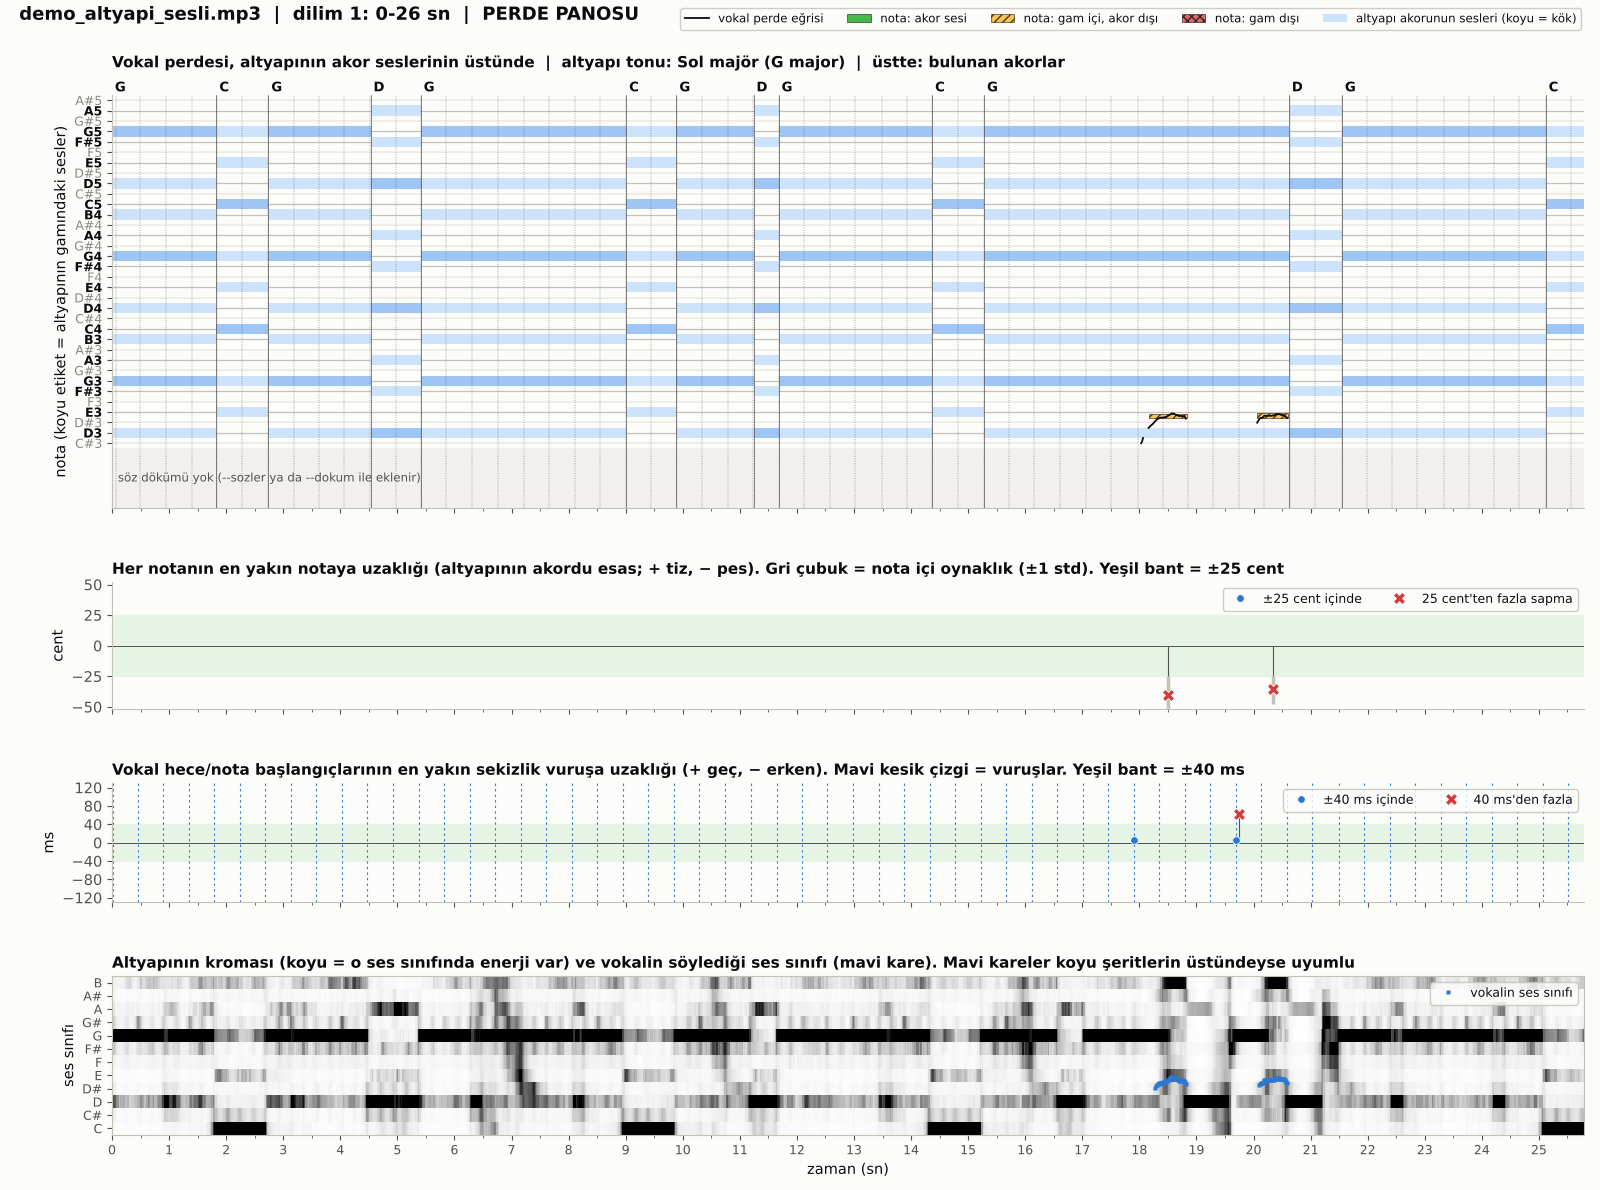 demo_altyapi_sesli.mp3 | dilim 1: 0-26 sn | PERDE PANOSU
vokal perde eğrisi
nota: akor sesi
nota: gam içi, akor dışı
nota: gam dışı
altyapı akorunun sesleri (koyu = kök)
Vokal perdesi, altyapının akor seslerinin üstünde | altyapı tonu: Sol majör (G major) | üstte: bulunan akorlar
G C G D G C G D G C G D G C
nota (koyu etiket = altyapının gamındaki sesler)
A#5
A5
G#5
G5
F#5
F5
E5
D#5
D5
C#5
C5
B4
A#4
A4
G#4
G4
F#4
F4
E4
D#4
D4
C#4
C4
B3
A#3
A3
G#3
G3
F#3
F3
E3
D#3
D3
C#3
söz dökümü yok (--sozler ya da --dokum ile eklenir)
Her notanın en yakın notaya uzaklığı (altyapının akordu esas; + tiz, − pes). Gri çubuk = nota içi oynaklık (±1 std). Yeşil bant = ±25 cent
±25 cent içinde
25 cent'ten fazla sapma
cent
50
25
0
−25
−50
Vokal hece/nota başlangıçlarının en yakın sekizlik vuruşa uzaklığı (+ geç, − erken). Mavi kesik çizgi = vuruşlar. Yeşil bant = ±40 ms
±40 ms içinde
40 ms'den fazla
ms
120
80
40
0
−40
−80
−120
Altyapının kroması (koyu = o ses sınıfında enerji var) ve vokalin söylediği ses sınıfı (mavi kare). Mavi kareler koyu şeritlerin üstündeyse uyumlu
vokalin ses sınıfı
ses sınıfı
B
A#
A
G#
G
F#
F
E
D#
D
C#
C
0 1 2 3 4 5 6 7 8 9 10 11 12 13 14 15 16 17 18 19 20 21 22 23 24 25
zaman (sn)